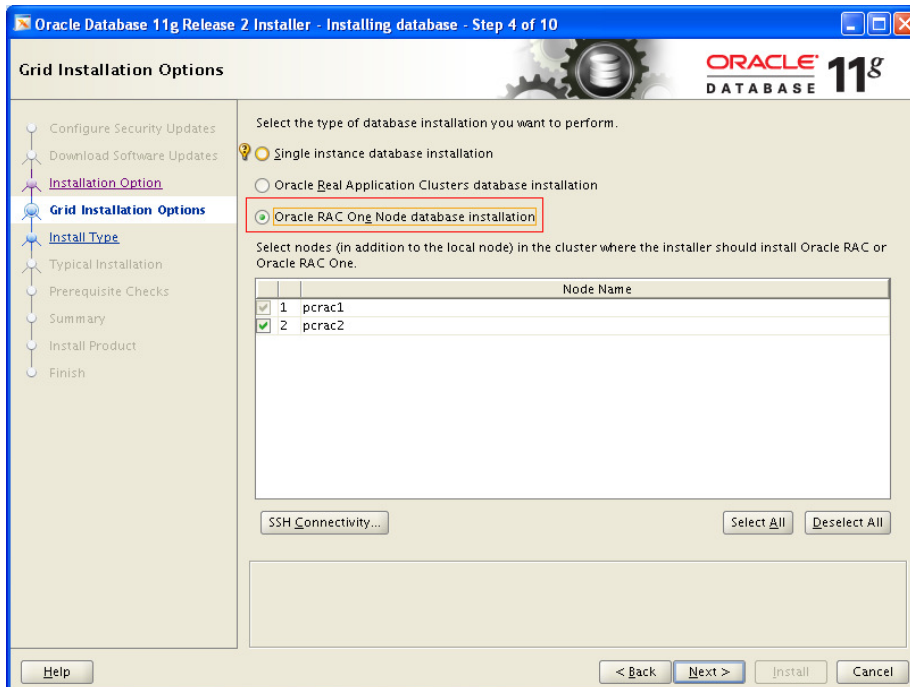 Oracle Database 11g Release 2 Installer - Installing database - Step 4 of 10
Grid Installation Options
ORACLE
DATABASE
11g
Configure Security Updates
Download Software Updates
Installation Option
Grid Installation Options
Install Type
Typical Installation
Prerequisite Checks
Summary
Install Product
Finish
Select the type of database installation you want to perform.
Single instance database installation
Oracle Real Application Clusters database installation
Oracle RAC One Node database installation
Select nodes (in addition to the local node) in the cluster where the installer should install Oracle RAC or
Oracle RAC One.
Node Name
1 pcrac1
2 pcrac2
SSH Connectivity...
Select All
Deselect All
Help
< Back
Next >
Install
Cancel